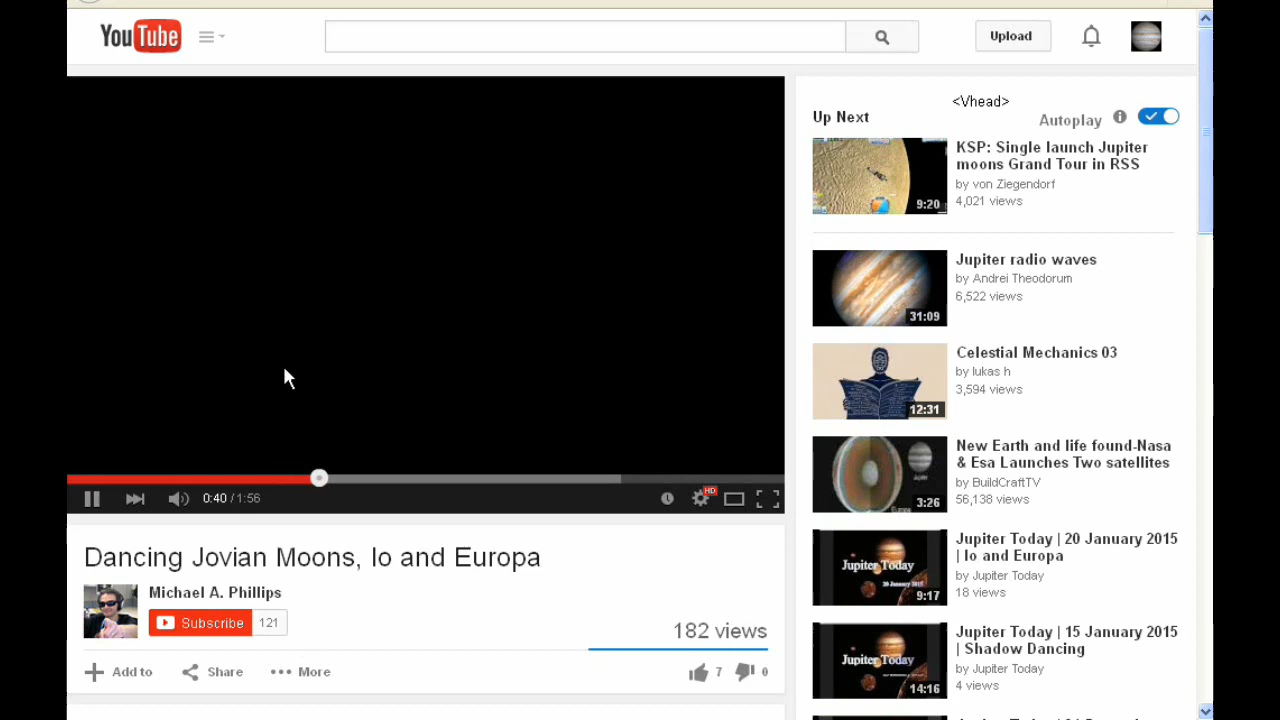 YouTube
Upload
<Vhead>
Up Next
Autoplay
KSP: Single launch Jupiter
moons Grand Tour in RSS
by von Ziegendorf
4,021 views
9:20
Jupiter radio waves
by Andrei Theodorum
6,522 views
31:09
Celestial Mechanics 03
by lukas h
3,594 views
12:31
New Earth and life found-Nasa
& Esa Launches Two satellites
by BuildCraftTV
56,138 views
3:26
Jupiter Today | 20 January 2015
| Io and Europa
by Jupiter Today
18 views
Jupiter Today
20 January 2015
9:17
Jupiter Today | 15 January 2015
| Shadow Dancing
by Jupiter Today
4 views
Jupiter Today
14:16
0:40 / 1:56
HD
Dancing Jovian Moons, Io and Europa
Michael A. Phillips
Subscribe 121
182 views
Add to Share More
7 0